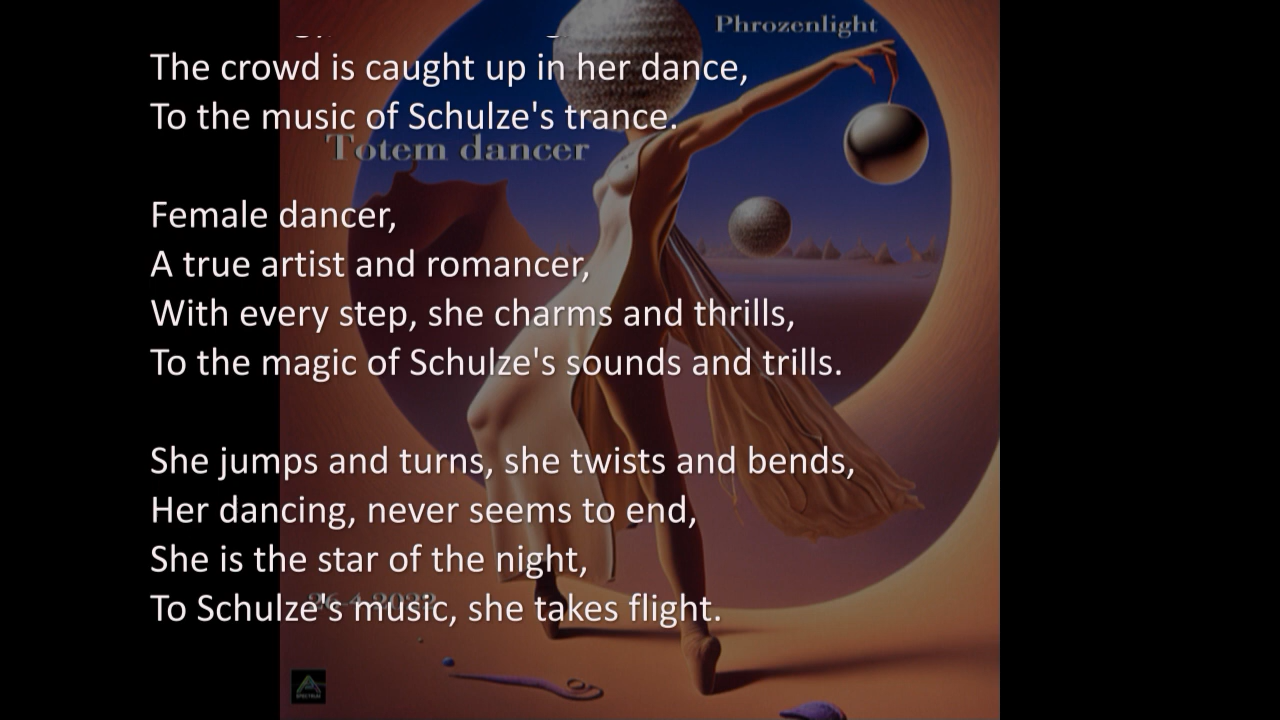 Phrozenlight
The crowd is caught up in her dance,
To the music of Schulze's trance.
Totem dancer
Female dancer,
A true artist and romancer,
With every step, she charms and thrills,
To the magic of Schulze's sounds and trills.
She jumps and turns, she twists and bends,
Her dancing, never seems to end,
She is the star of the night,
To Schulze's music, she takes flight.
SPECTRUM